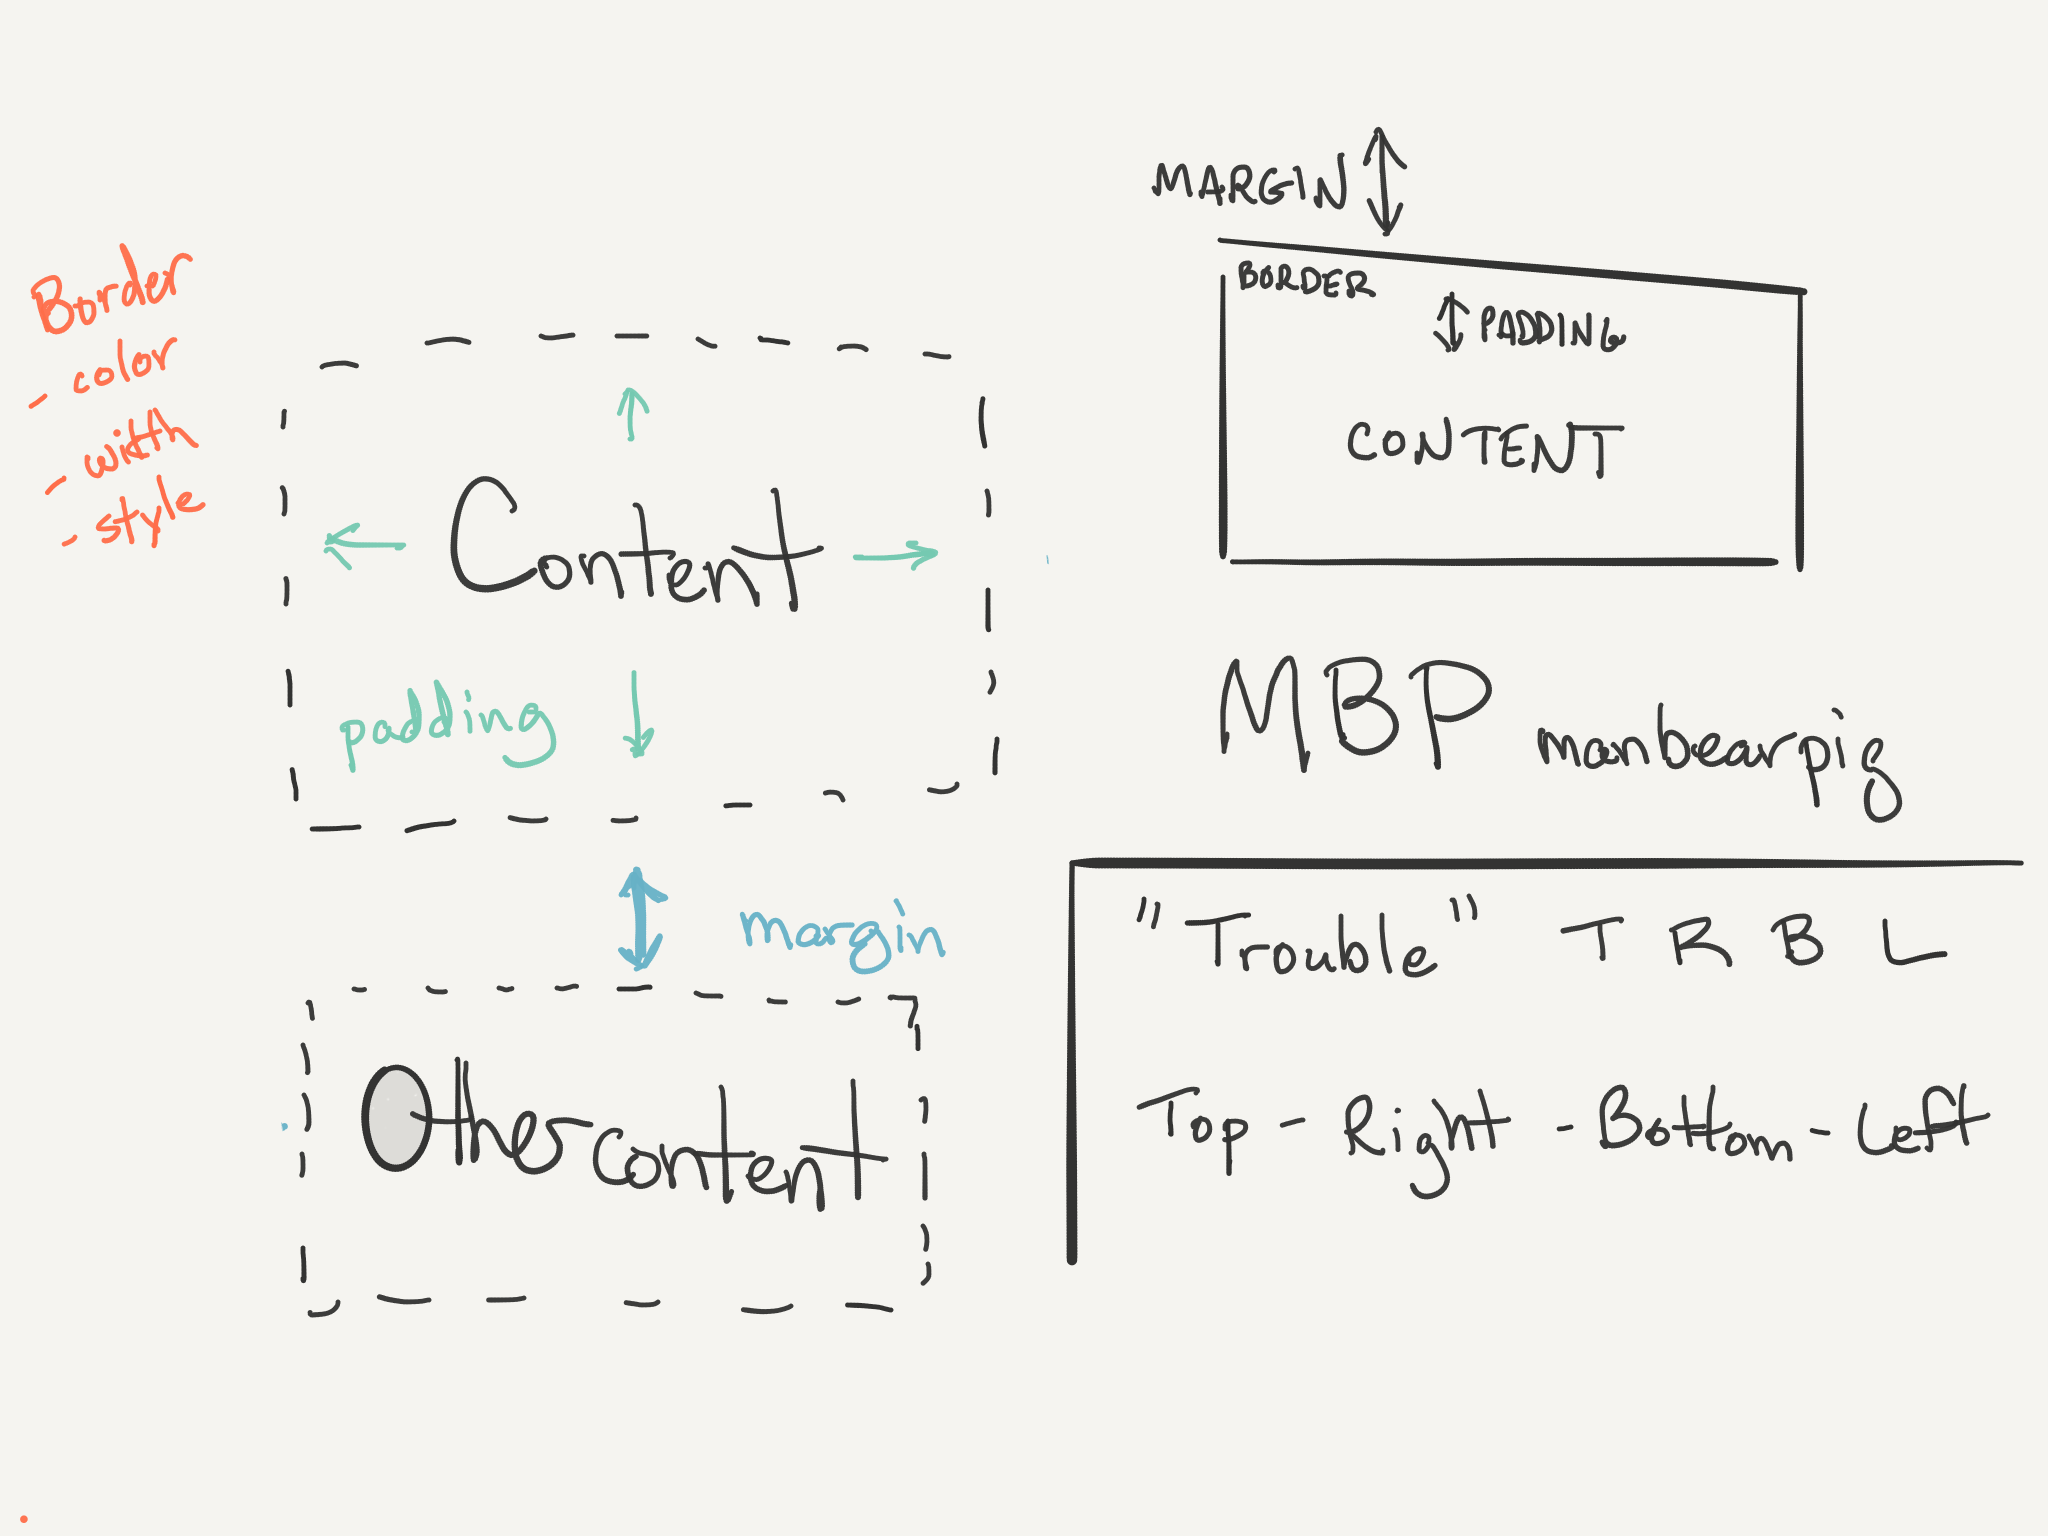 Border
- color
- width
- style
Content
padding
margin
Other content
MARGIN
BORDER
PADDING
CONTENT
MBP manbearpig
"Trouble" T R B L
Top - Right - Bottom - Left